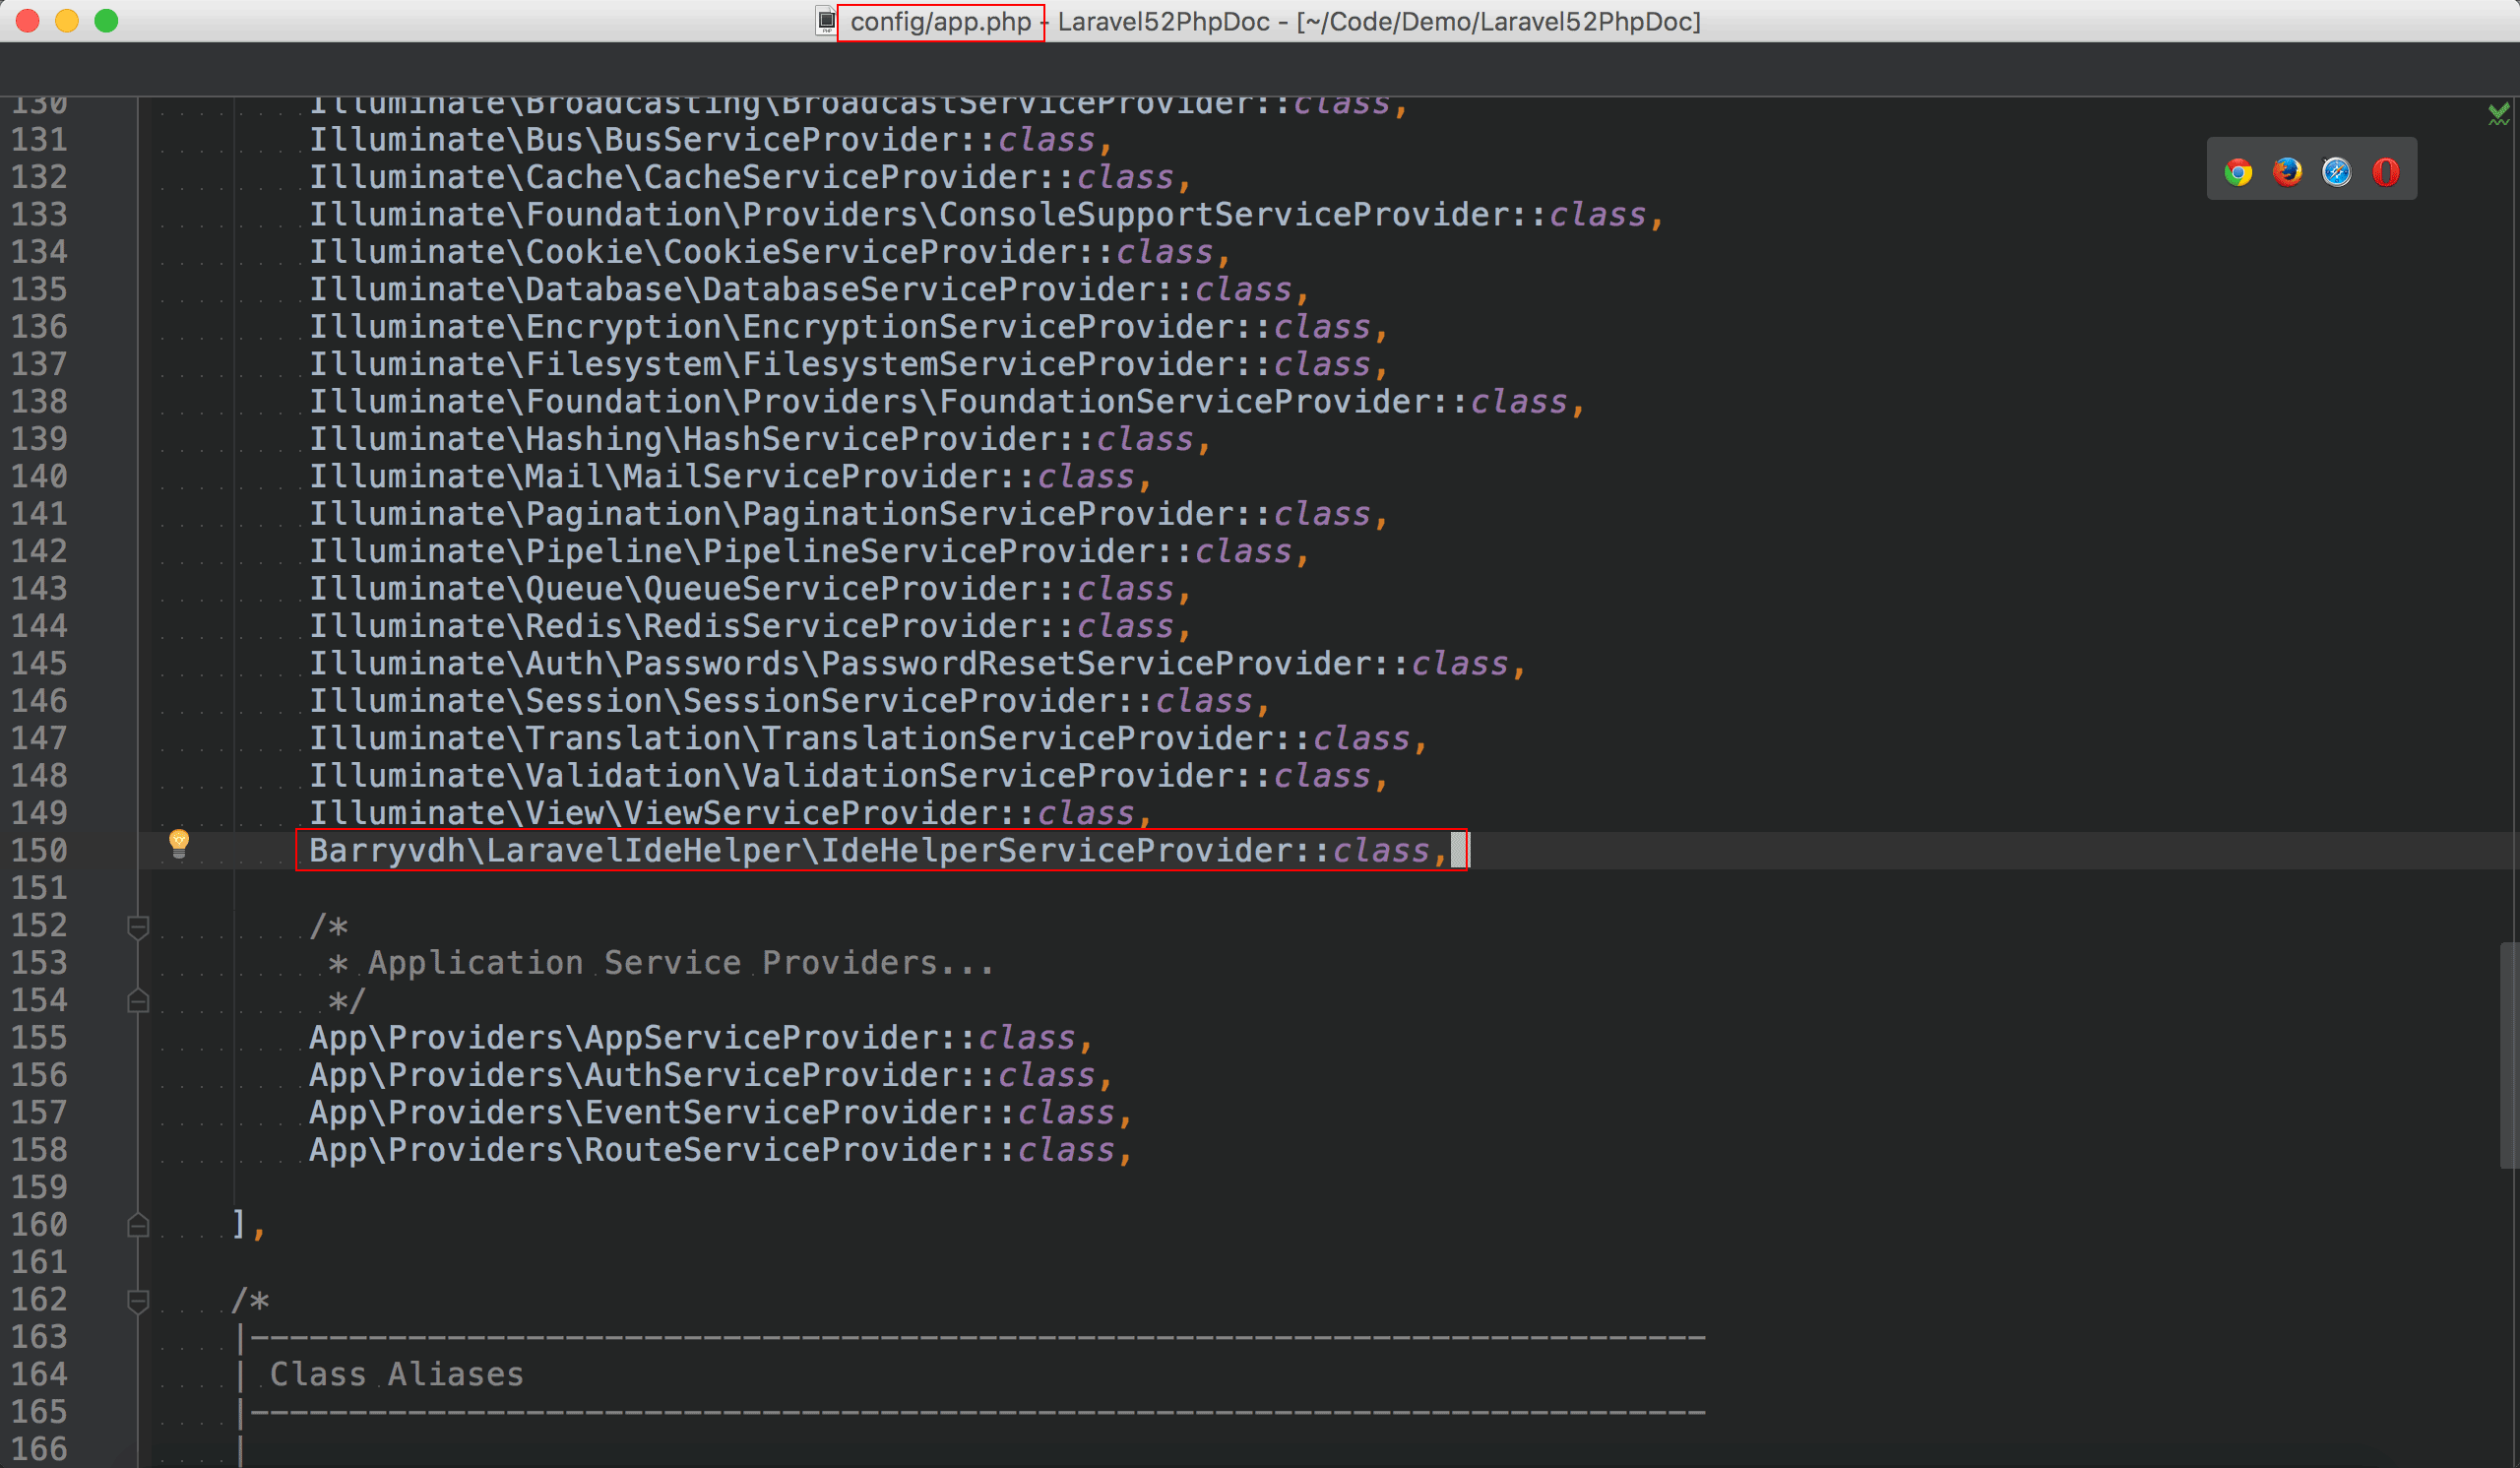 config/app.php - Laravel52PhpDoc - [~/Code/Demo/Laravel52PhpDoc]
130 Illuminate\Broadcasting\BroadcastServiceProvider::class,
131 Illuminate\Bus\BusServiceProvider::class,
132 Illuminate\Cache\CacheServiceProvider::class,
133 Illuminate\Foundation\Providers\ConsoleSupportServiceProvider::class,
134 Illuminate\Cookie\CookieServiceProvider::class,
135 Illuminate\Database\DatabaseServiceProvider::class,
136 Illuminate\Encryption\EncryptionServiceProvider::class,
137 Illuminate\Filesystem\FilesystemServiceProvider::class,
138 Illuminate\Foundation\Providers\FoundationServiceProvider::class,
139 Illuminate\Hashing\HashServiceProvider::class,
140 Illuminate\Mail\MailServiceProvider::class,
141 Illuminate\Pagination\PaginationServiceProvider::class,
142 Illuminate\Pipeline\PipelineServiceProvider::class,
143 Illuminate\Queue\QueueServiceProvider::class,
144 Illuminate\Redis\RedisServiceProvider::class,
145 Illuminate\Auth\Passwords\PasswordResetServiceProvider::class,
146 Illuminate\Session\SessionServiceProvider::class,
147 Illuminate\Translation\TranslationServiceProvider::class,
148 Illuminate\Validation\ValidationServiceProvider::class,
149 Illuminate\View\ViewServiceProvider::class,
150 Barryvdh\LaravelIdeHelper\IdeHelperServiceProvider::class,
151
152 /*
153 * Application Service Providers...
154 */
155 App\Providers\AppServiceProvider::class,
156 App\Providers\AuthServiceProvider::class,
157 App\Providers\EventServiceProvider::class,
158 App\Providers\RouteServiceProvider::class,
159
160 ],
161
162 /*
163 |--------------------------------------------------------------------------
164 | Class Aliases
165 |--------------------------------------------------------------------------
166 |